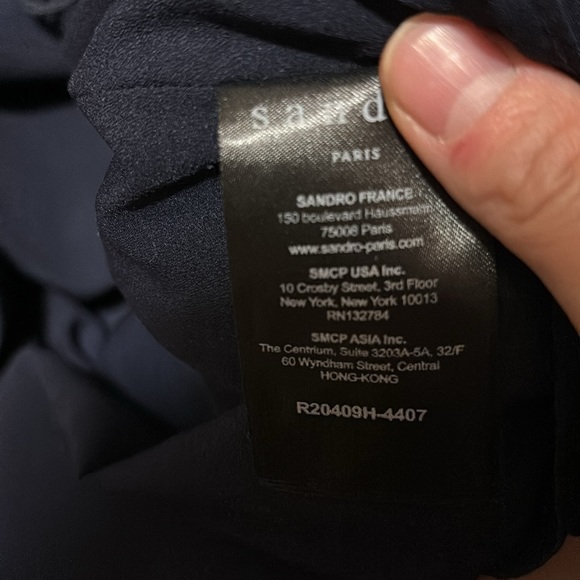 sand
PARIS
SANDRO FRANCE
150 boulevard Haussmann
75008 Paris
www.sandro-paris.com
SMCP USA Inc.
10 Crosby Street, 3rd Floor
New York, New York 10013
RN132784
SMCP ASIA Inc.
The Centrium, Suite 3203A-5A, 32/F
60 Wyndham Street, Central
HONG-KONG
R20409H-4407